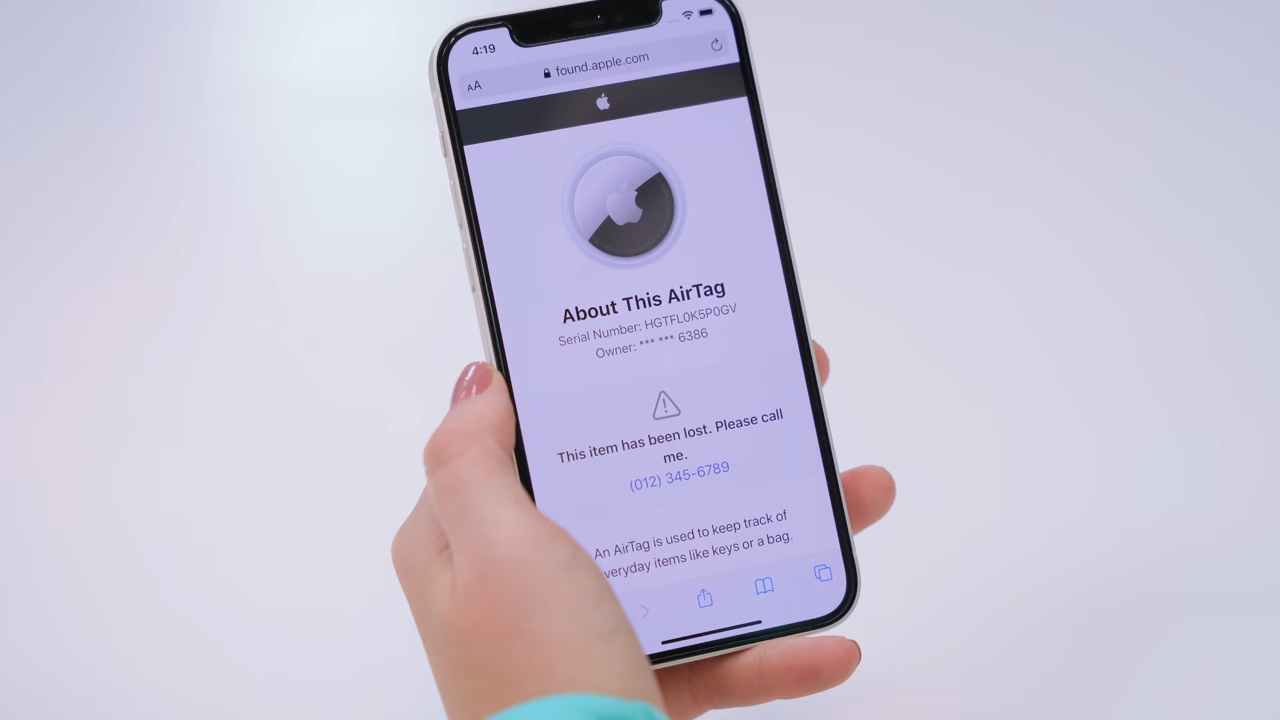 4:19
AA
found.apple.com
About This AirTag
Serial Number: HGTFL0K5P0GV
Owner: *** *** 6386
This item has been lost. Please call
me.
(012) 345-6789
An AirTag is used to keep track of
veryday items like keys or a bag.